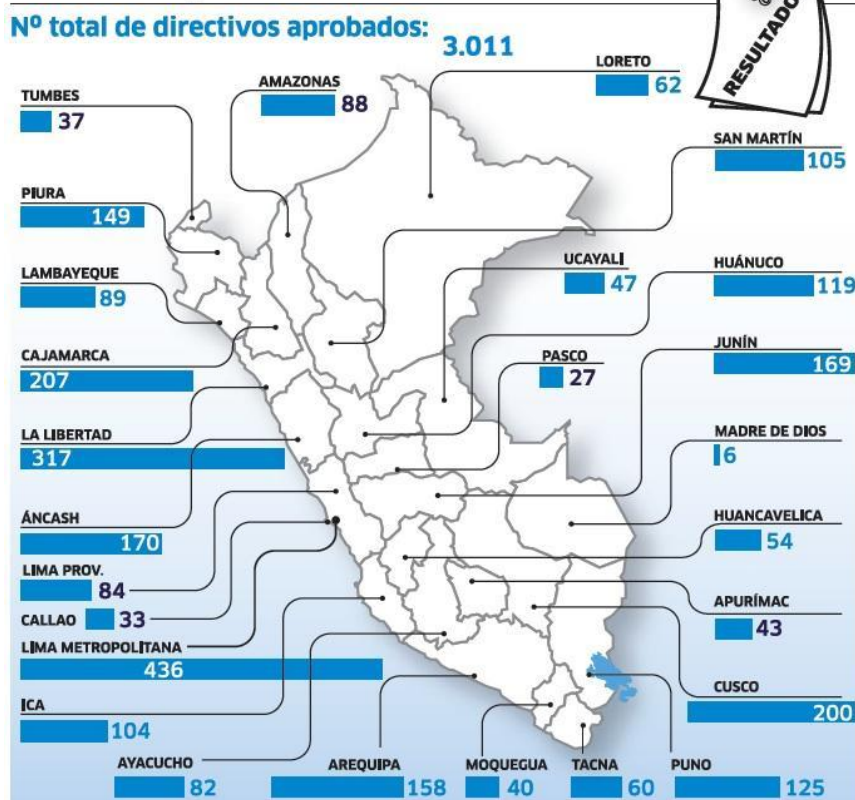 Nº total de directivos aprobados:
3.011
RESULTADO
TUMBES
37
AMAZONAS
88
LORETO
62
PIURA
149
SAN MARTÍN
105
LAMBAYEQUE
89
UCAYALI
47
HUÁNUCO
119
CAJAMARCA
207
PASCO
27
JUNÍN
169
LA LIBERTAD
317
MADRE DE DIOS
6
ÁNCASH
170
HUANCAVELICA
54
LIMA PROV.
84
CALLAO
33
APURÍMAC
43
LIMA METROPOLITANA
436
CUSCO
200
ICA
104
AYACUCHO
82
AREQUIPA
158
MOQUEGUA
40
TACNA
60
PUNO
125